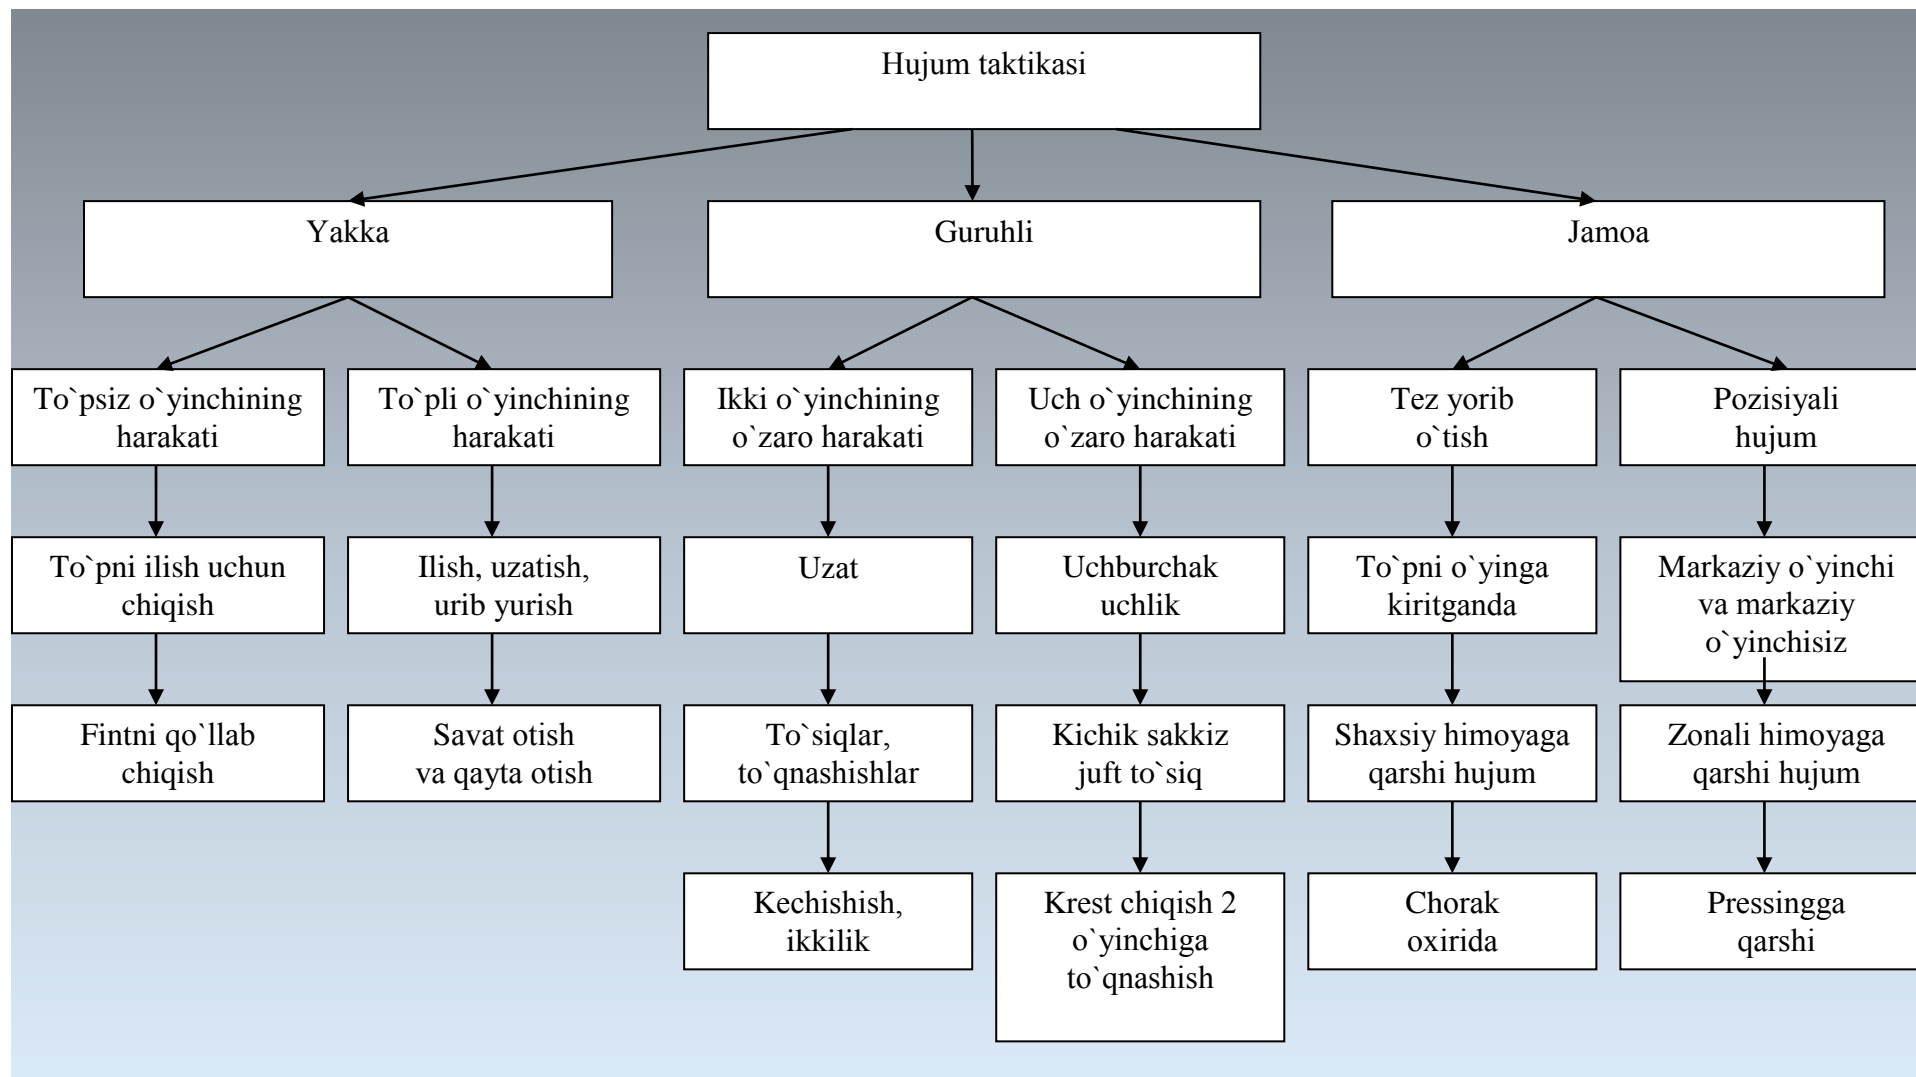 Hujum taktikasi
Yakka
Guruhli
Jamoa
To`psiz o`yinchining
harakati
To`pli o`yinchining
harakati
Ikki o`yinchining
o`zaro harakati
Uch o`yinchining
o`zaro harakati
Tez yorib
o`tish
Pozisiyali
hujum
To`pni ilish uchun
chiqish
Ilish, uzatish,
urib yurish
Uzat
Uchburchak
uchlik
To`pni o`yinga
kiritganda
Markaziy o`yinchi
va markaziy
o`yinchisiz
Fintni qo`llab
chiqish
Savat otish
va qayta otish
To`siqlar,
to`qnashishlar
Kichik sakkiz
juft to`siq
Shaxsiy himoyaga
qarshi hujum
Zonali himoyaga
qarshi hujum
Kechishish,
ikkilik
Krest chiqish 2
o`yinchiga
to`qnashish
Chorak
oxirida
Pressingga
qarshi